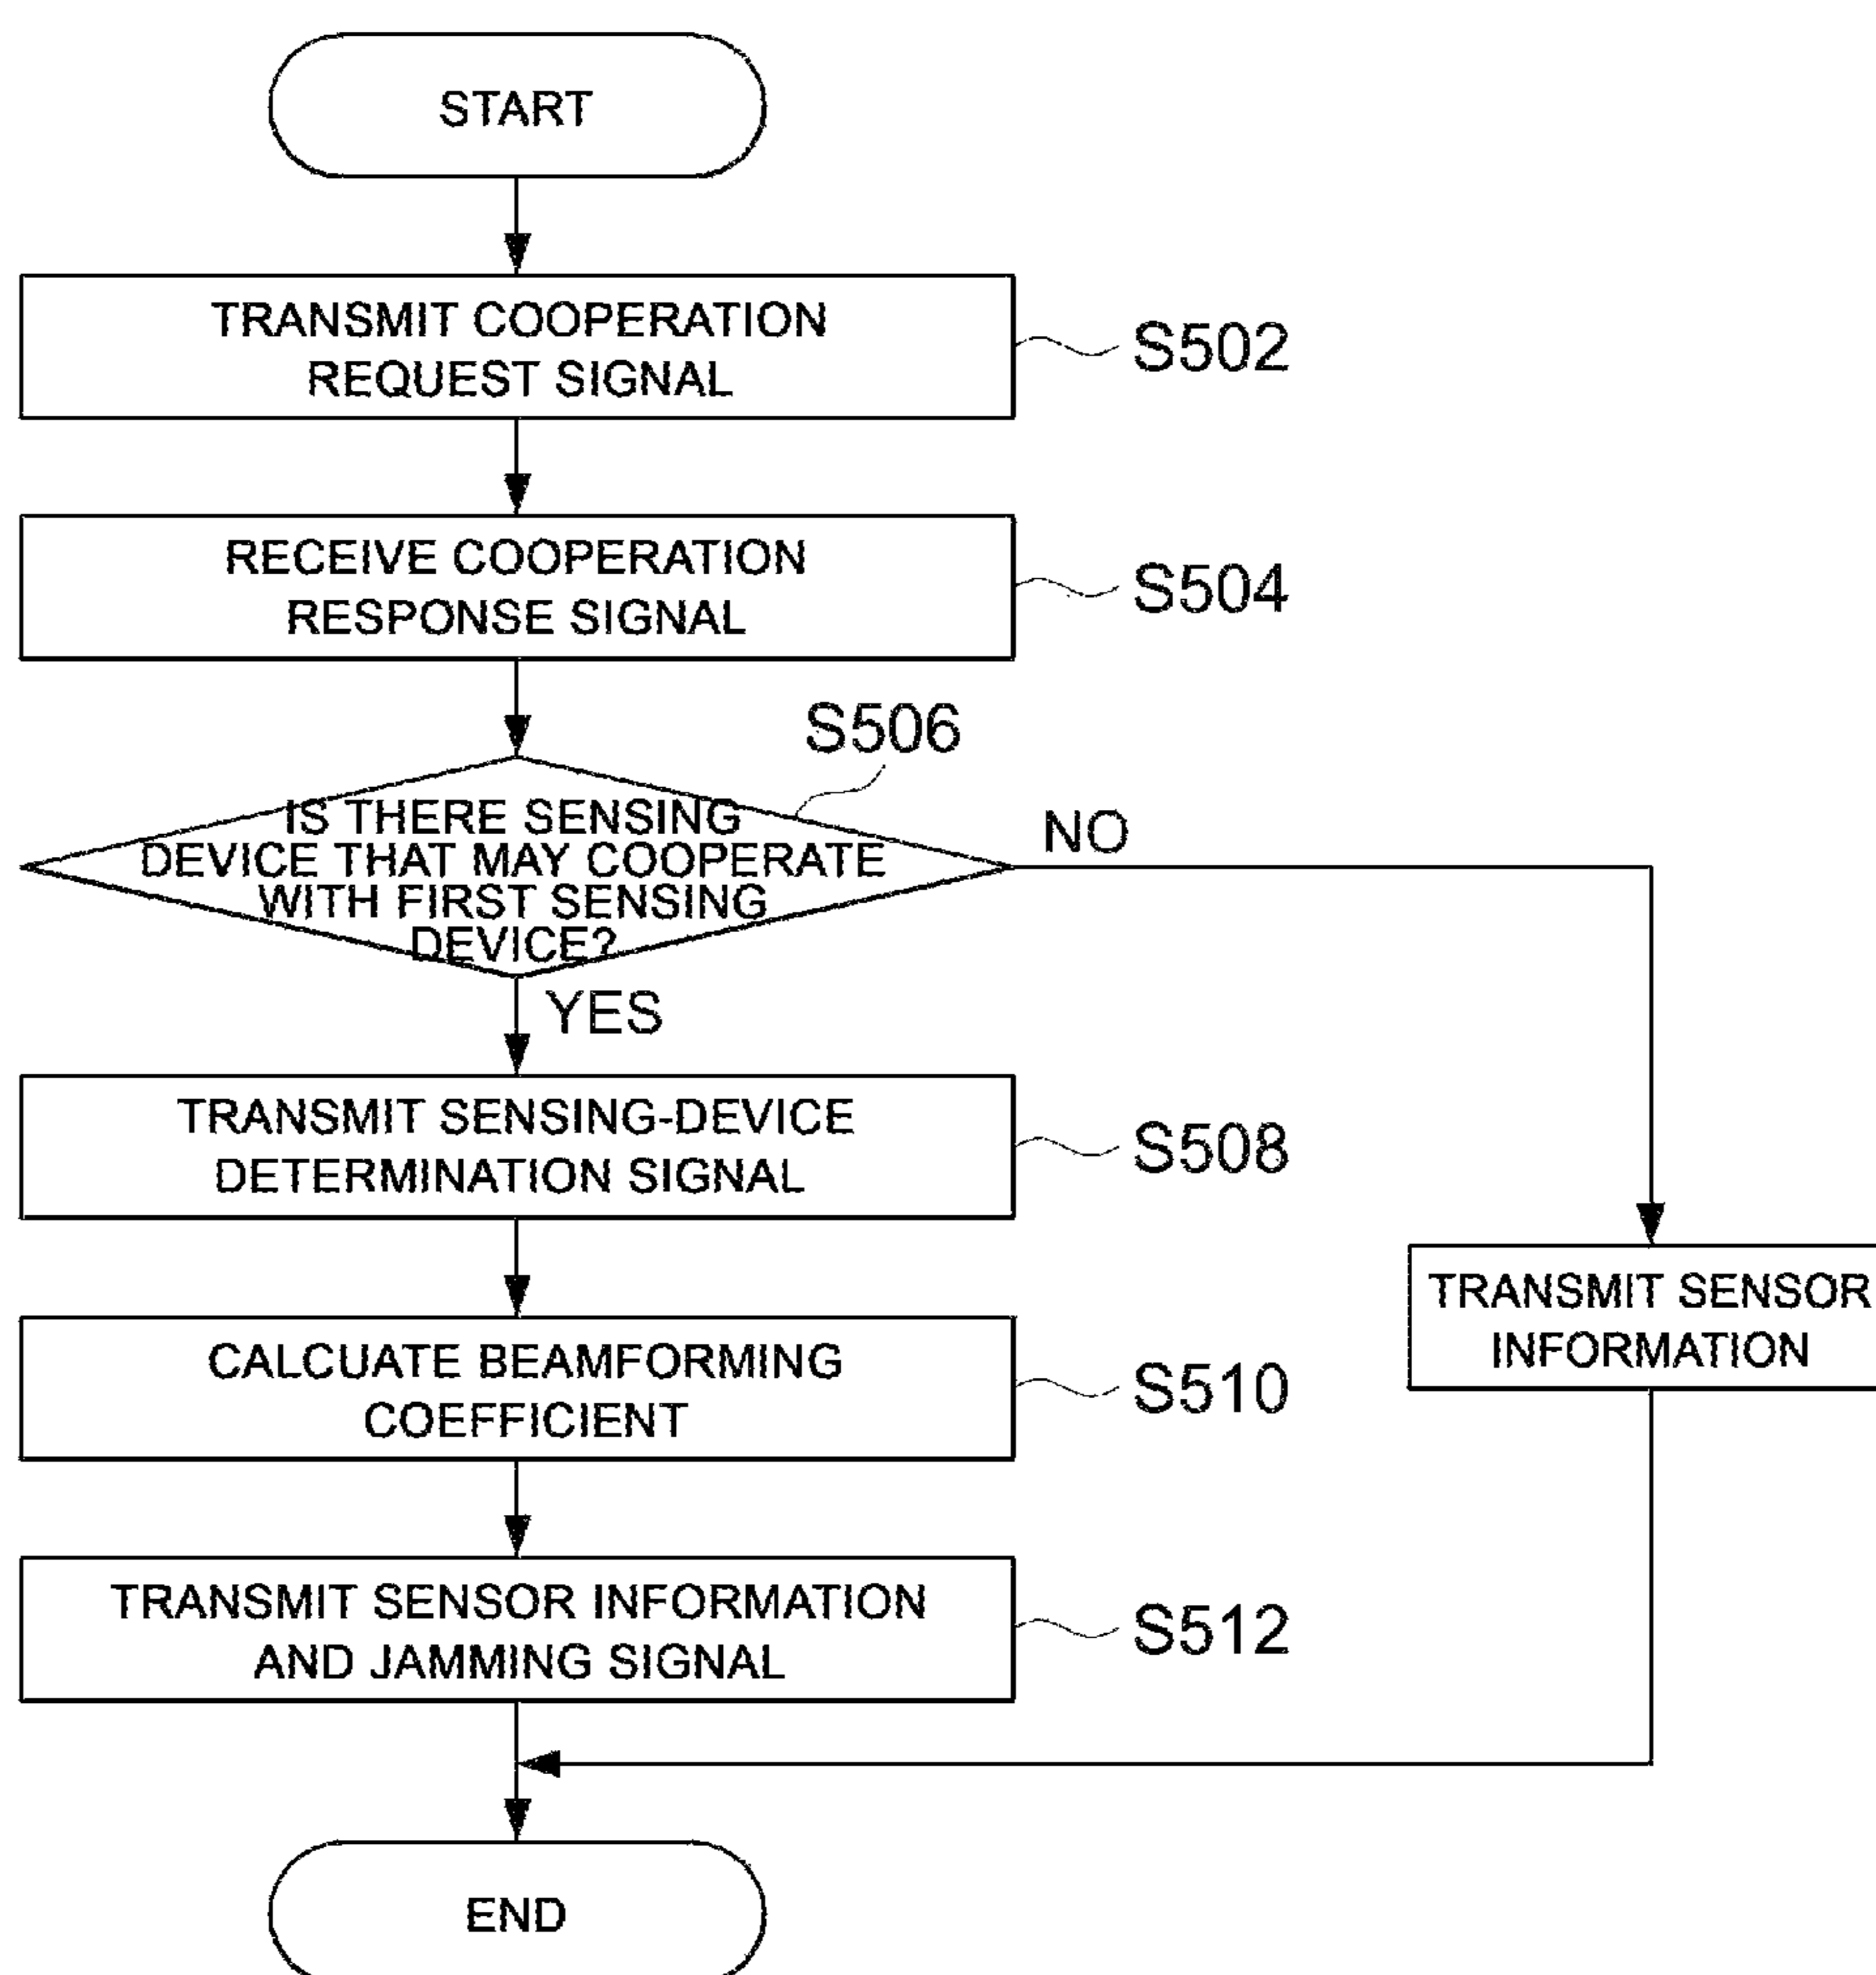 START
TRANSMIT COOPERATION
REQUEST SIGNAL
S502
RECEIVE COOPERATION
RESPONSE SIGNAL
S504
S506
IS THERE SENSING
DEVICE THAT MAY COOPERATE
WITH FIRST SENSING
DEVICE?
NO
YES
TRANSMIT SENSING-DEVICE
DETERMINATION SIGNAL
S508
TRANSMIT SENSOR
INFORMATION
CALCUATE BEAMFORMING
COEFFICIENT
S510
TRANSMIT SENSOR INFORMATION
AND JAMMING SIGNAL
S512
END